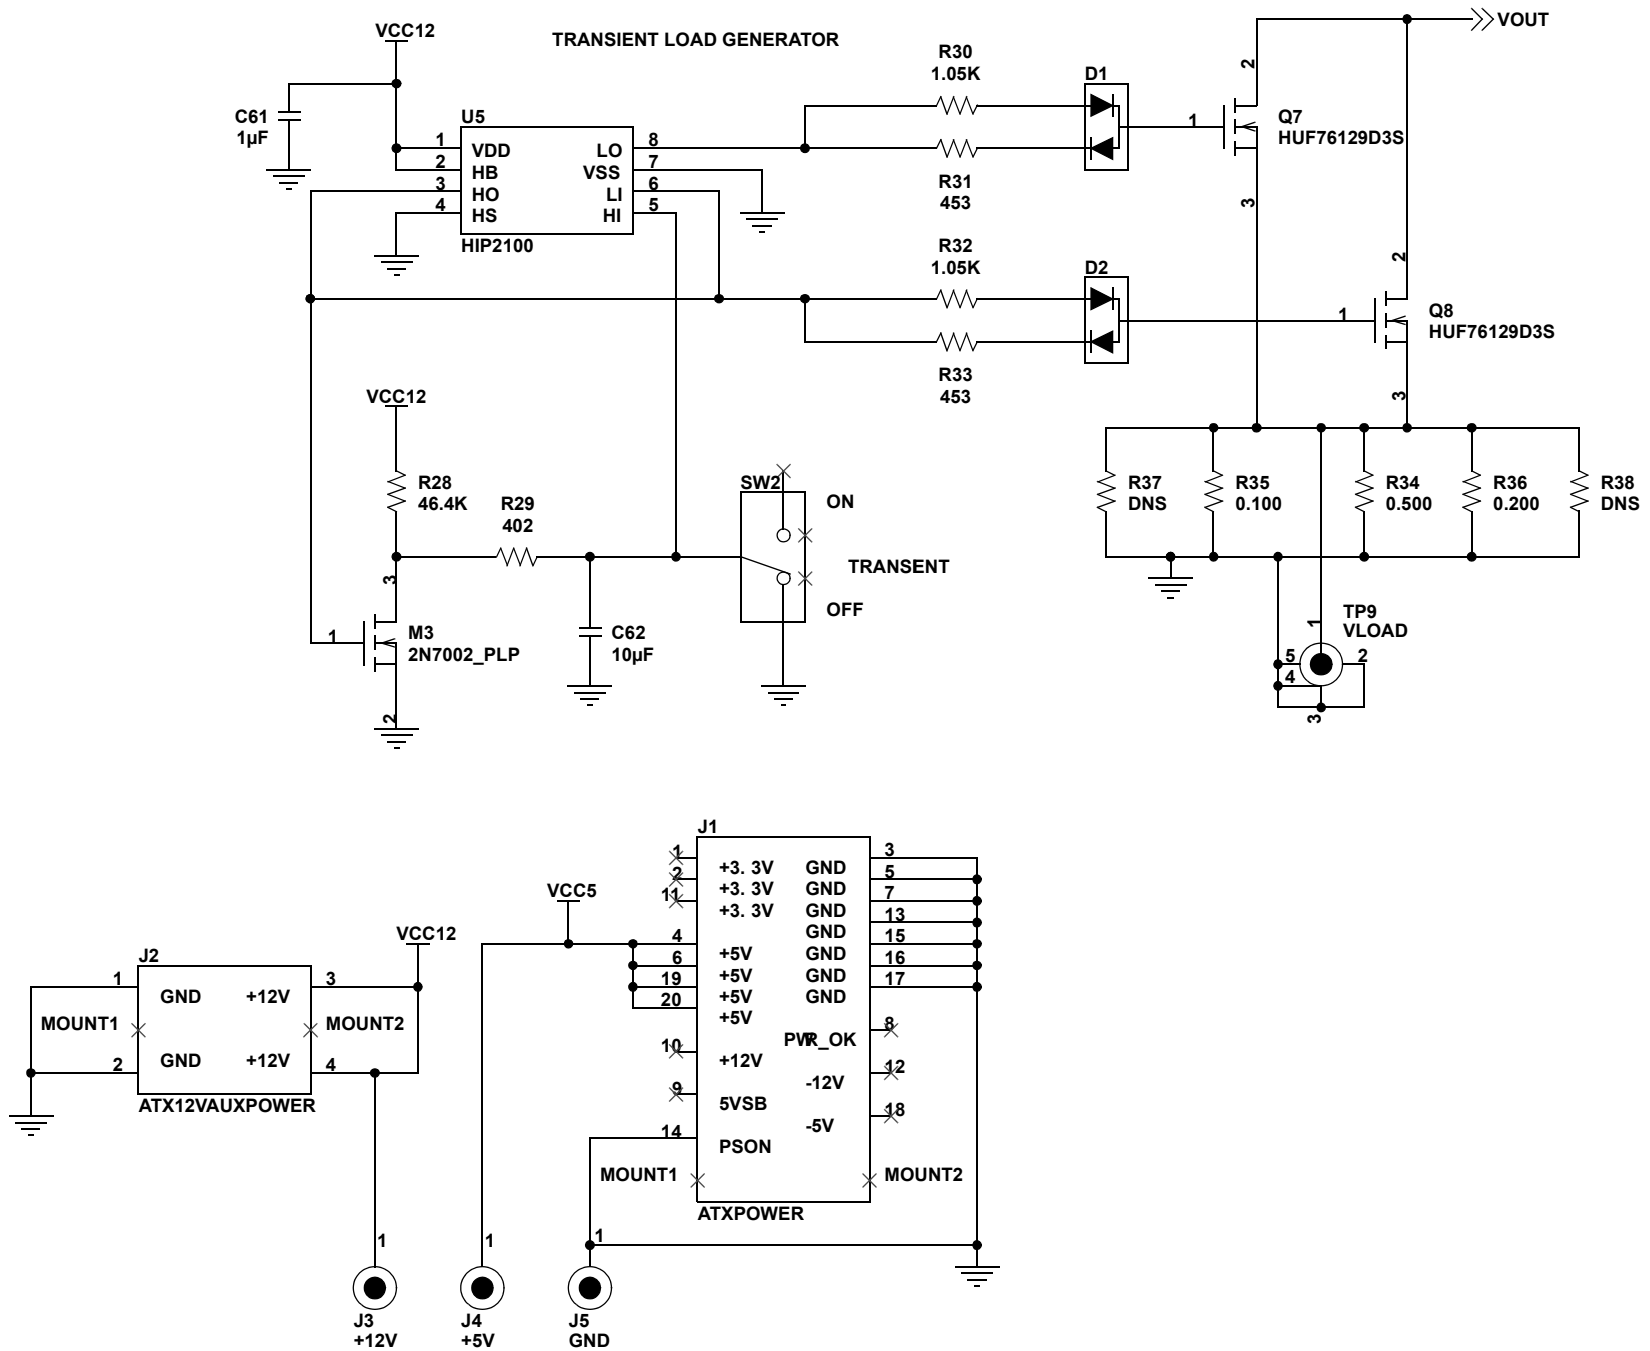 TRANSIENT LOAD GENERATOR
VCC12
C61
1µF
U5
1 VDD LO 8
2 HB VSS 7
3 HO LI 6
4 HS HI 5
HIP2100
R30
1.05K
R31
453
D1
1
2
3
Q7
HUF76129D3S
VOUT
R32
1.05K
R33
453
D2
1
2
3
Q8
HUF76129D3S
VCC12
R28
46.4K
R29
402
3
1
2
M3
2N7002_PLP
C62
10µF
SW2
ON
TRANSENT
OFF
R37
DNS
R35
0.100
R34
0.500
R36
0.200
R38
DNS
TP9
VLOAD
1
5
2
4
3
J2
VCC12
1 GND +12V 3
MOUNT1 MOUNT2
2 GND +12V 4
ATX12VAUXPOWER
VCC5
J1
1 +3. 3V GND 3
2 +3. 3V GND 5
11 +3. 3V GND 7
GND 13
4 +5V GND 15
6 +5V GND 16
19 +5V GND 17
20 +5V
PWR_OK 8
10 +12V
-12V 12
9 5VSB
-5V 18
14 PSON
MOUNT1 MOUNT2
ATXPOWER
1
J3
+12V
1
J4
+5V
1
J5
GND